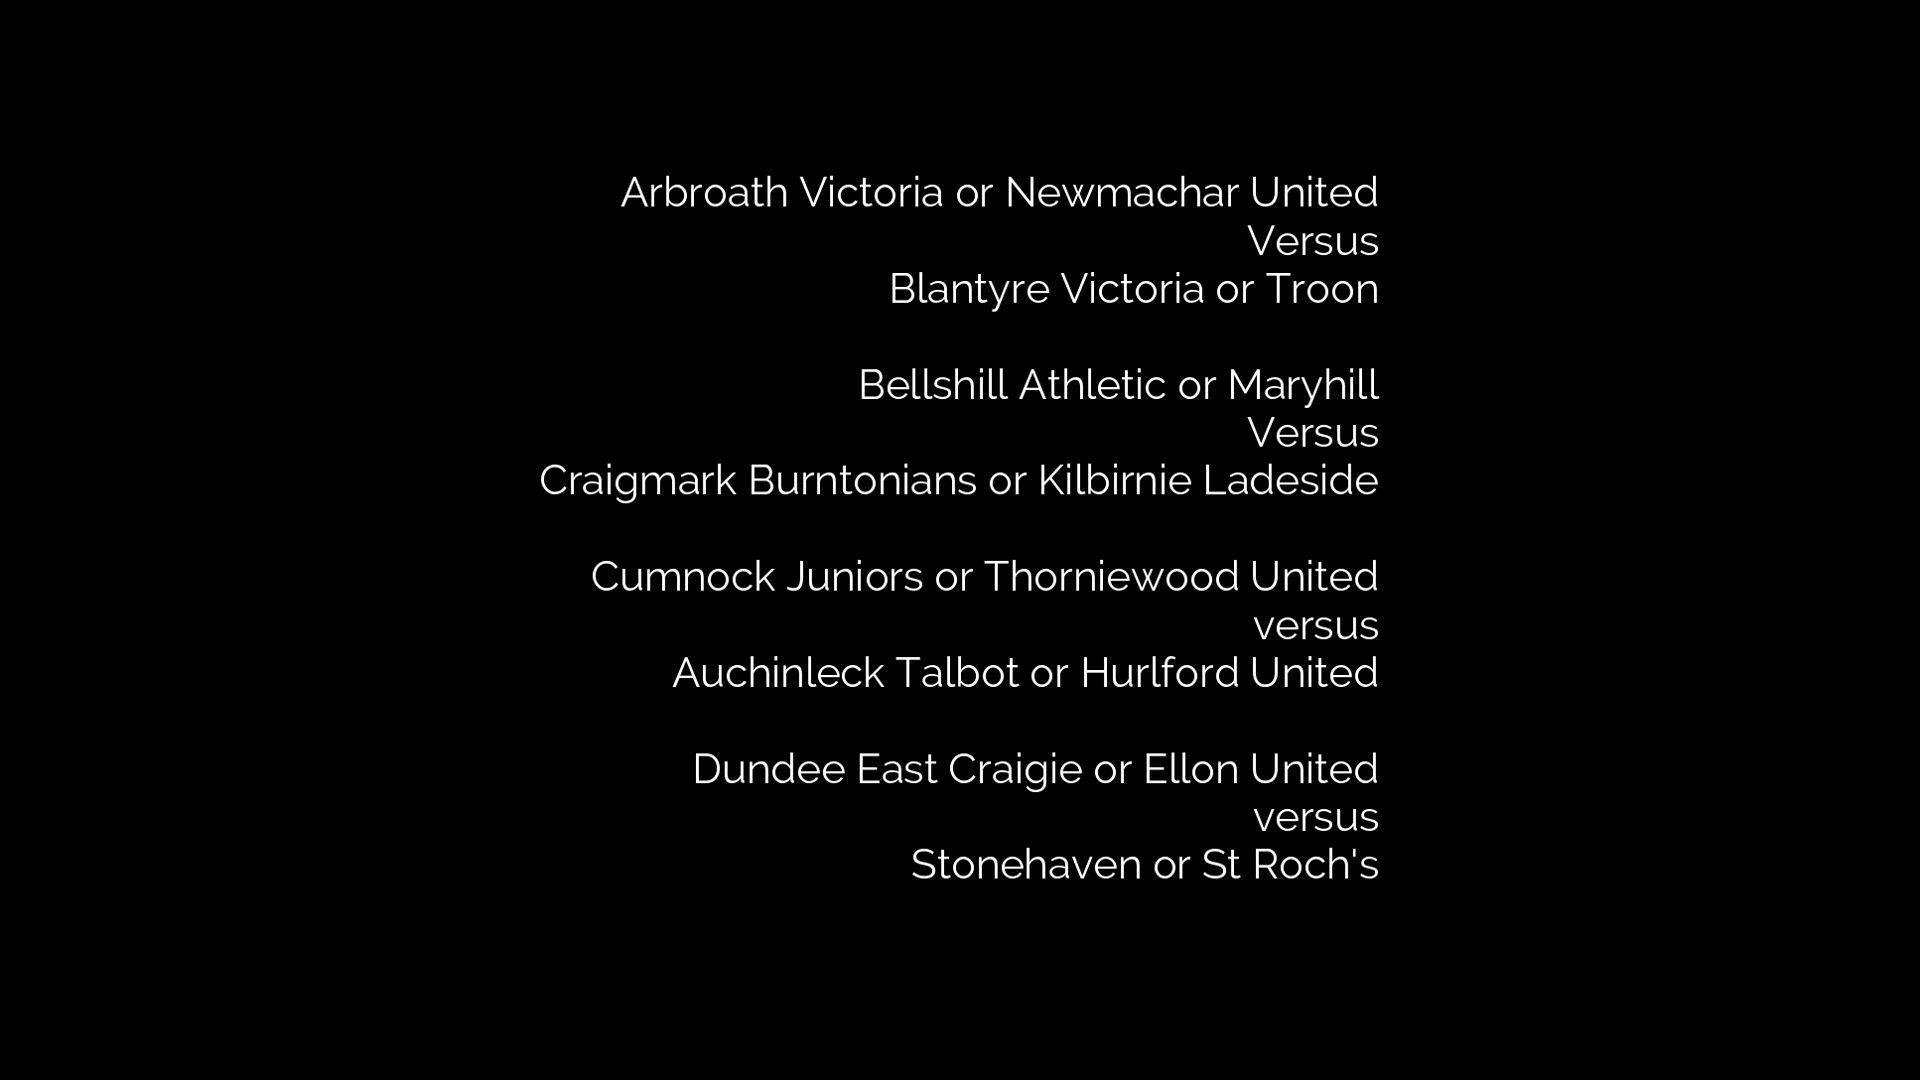 Arbroath Victoria or Newmachar United
Versus
Blantyre Victoria or Troon
Bellshill Athletic or Maryhill
Versus
Craigmark Burntonians or Kilbirnie Ladeside
Cumnock Juniors or Thorniewood United
versus
Auchinleck Talbot or Hurlford United
Dundee East Craigie or Ellon United
versus
Stonehaven or St Roch's